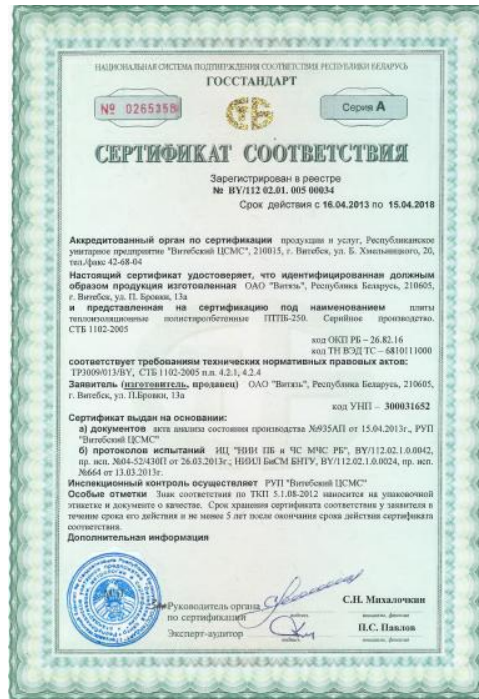 НАЦИОНАЛЬНАЯ СИСТЕМА ПОДТВЕРЖДЕНИЯ СООТВЕТСТВИЯ РЕСПУБЛИКИ БЕЛАРУСЬ
ГОССТАНДАРТ
№ 0265358
Серия А
СЕРТИФИКАТ СООТВЕТСТВИЯ
Зарегистрирован в реестре
№ BY/112 02.01. 005 00034
Срок действия с 16.04.2013 по 15.04.2018
Аккредитованный орган по сертификации продукции и услуг, Республиканское
унитарное предприятие "Витебский ЦСМС", 210015, г. Витебск, ул. Б. Хмельницкого, 20,
тел./факс 42-68-04
Настоящий сертификат удостоверяет, что идентифицированная должным
образом продукция изготовленная ОАО "Витязь", Республика Беларусь, 210605,
г. Витебск, ул. П. Бровки, 13а
и представленная на сертификацию под наименованием плиты
теплоизоляционные полистиролбетонные ПТПБ-250. Серийное производство.
СТБ 1102-2005
код ОКП РБ – 26.82.16
код ТН ВЭД ТС – 6810111000
соответствует требованиям технических нормативных правовых актов:
ТР3009/013/BY, СТБ 1102-2005 п.п. 4.2.1, 4.2.4
Заявитель (изготовитель, продавец) ОАО "Витязь", Республика Беларусь, 210605,
г. Витебск, ул. П.Бровки, 13а
код УНП – 300031652
Сертификат выдан на основании:
а) документов акта анализа состояния производства №935АП от 15.04.2013г., РУП
"Витебский ЦСМС"
б) протоколов испытаний ИЦ "НИИ ПБ и ЧС МЧС РБ", BY/112.02.1.0.0042,
пр. исп. №04-52/430П от 26.03.2013г.; НИИЛ БиСМ БНТУ, BY/112.02.1.0.0024, пр. исп.
№664 от 13.03.2013г.
Инспекционный контроль осуществляет РУП "Витебский ЦСМС"
Особые отметки Знак соответствия по ТКП 5.1.08-2012 наносится на упаковочной
этикетке и документе о качестве. Срок хранения сертификата соответствия у заявителя в
течение срока его действия и не менее 5 лет после окончания срока действия сертификата
соответствия.
Дополнительная информация
Руководитель органа
по сертификации
подпись
С.Н. Михалочкин
инициалы, фамилия
Эксперт-аудитор
подпись
П.С. Павлов
инициалы, фамилия